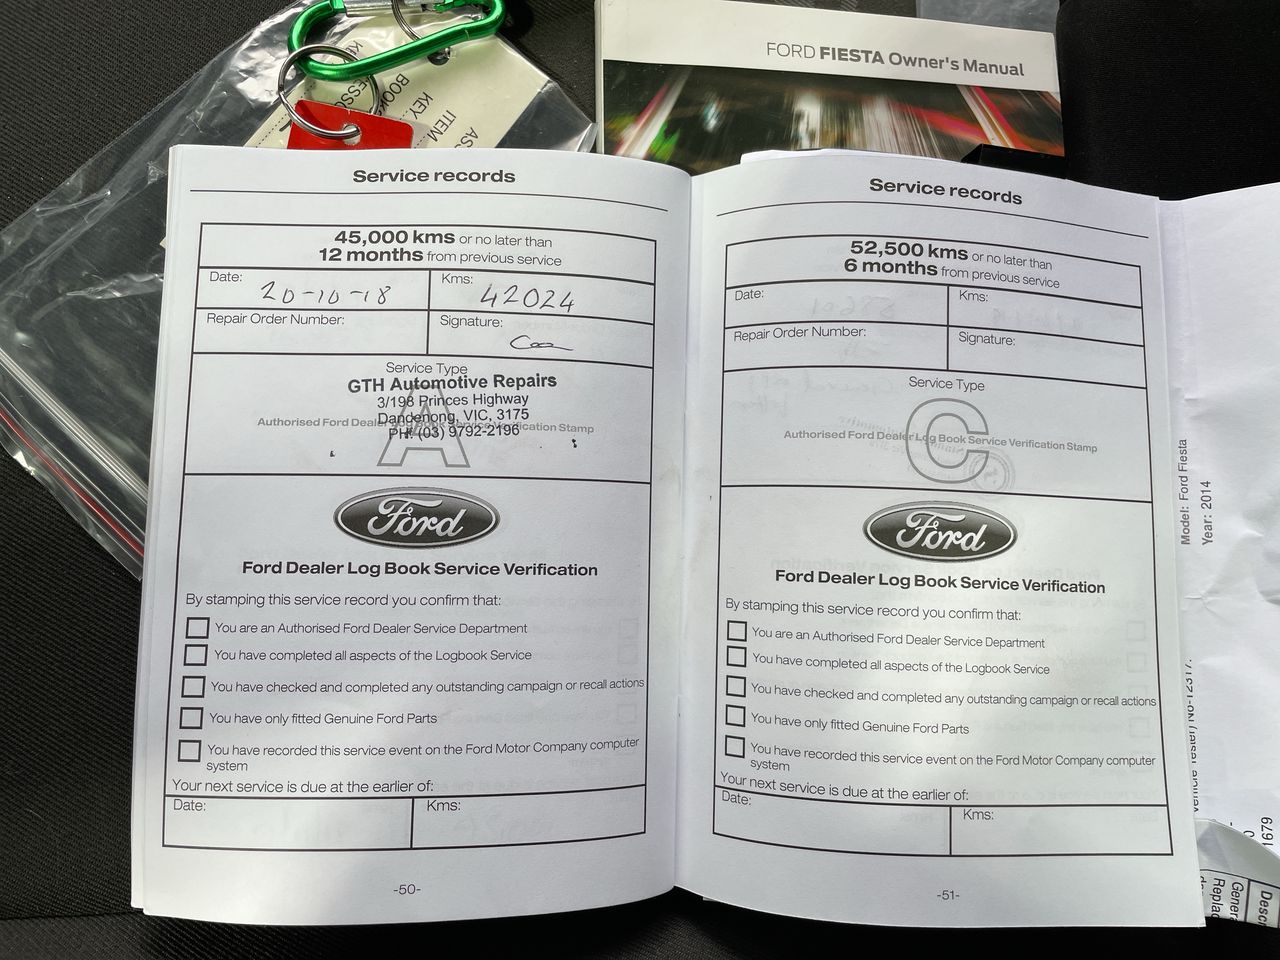 FORD FIESTA Owner's Manual
BOOK
KEY
ITEM
Service records
45,000 kms or no later than
12 months from previous service
Date: 20-10-18
Kms: 42024
Repair Order Number:
Signature:
Service Type
A
GTH Automotive Repairs
3/198 Princes Highway
Dandenong, VIC, 3175
PH: (03) 9792-2196
Authorised Ford Dealer Log Book Service Verification Stamp
Ford
Ford Dealer Log Book Service Verification
By stamping this service record you confirm that:
You are an Authorised Ford Dealer Service Department
You have completed all aspects of the Logbook Service
You have checked and completed any outstanding campaign or recall actions
You have only fitted Genuine Ford Parts
You have recorded this service event on the Ford Motor Company computer
system
Your next service is due at the earlier of:
Date:
Kms:
-50-
Service records
52,500 kms or no later than
6 months from previous service
Date:
Kms:
Repair Order Number:
Signature:
Service Type
C
Authorised Ford Dealer Log Book Service Verification Stamp
Ford
Ford Dealer Log Book Service Verification
By stamping this service record you confirm that:
You are an Authorised Ford Dealer Service Department
You have completed all aspects of the Logbook Service
You have checked and completed any outstanding campaign or recall actions
You have only fitted Genuine Ford Parts
You have recorded this service event on the Ford Motor Company computer
system
Your next service is due at the earlier of:
Date:
Kms:
-51-
Model: Ford Fiesta
Year: 2014
1679